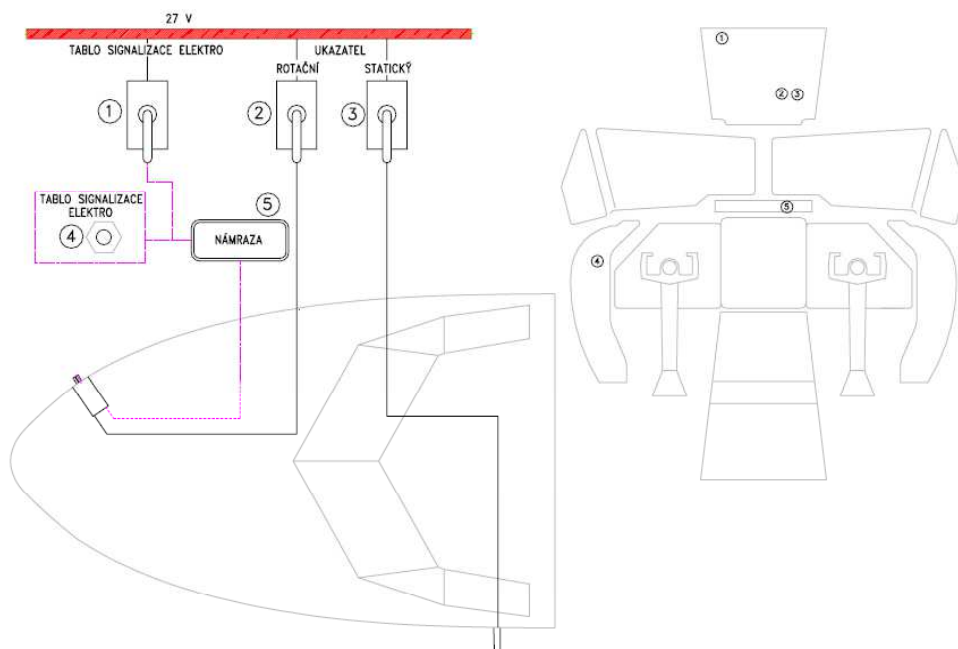 27 V
TABLO SIGNALIZACE ELEKTRO
UKAZATEL
ROTAČNÍ
STATICKÝ
1
2
3
TABLO SIGNALIZACE
ELEKTRO
4
5
NÁMRAZA
1
2 3
5
4